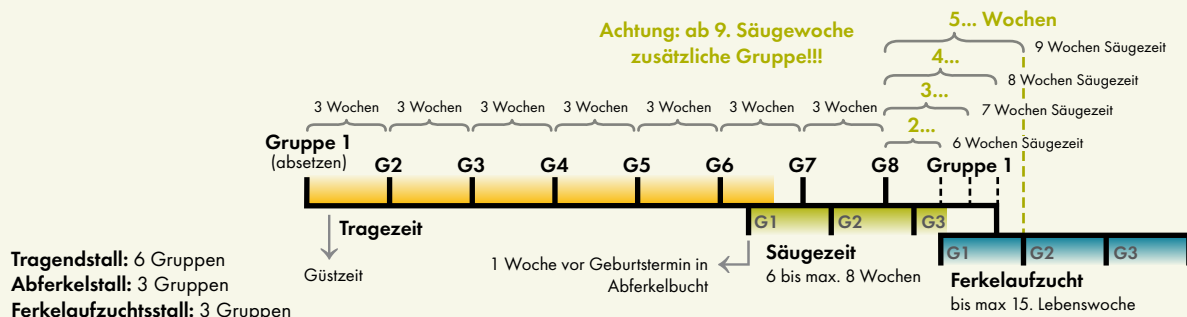 Achtung: ab 9. Säugewoche
zusätzliche Gruppe!!!
5... Wochen
9 Wochen Säugezeit
4...
8 Wochen Säugezeit
3...
7 Wochen Säugezeit
2...
6 Wochen Säugezeit
3 Wochen 3 Wochen 3 Wochen 3 Wochen 3 Wochen 3 Wochen 3 Wochen
Gruppe 1
(absetzen)
G2 G3 G4 G5 G6 G7 G8 Gruppe 1
G1 G2 G3
Tragezeit
Güstzeit
1 Woche vor Geburtstermin in
Abferkelbucht
Säugezeit
6 bis max. 8 Wochen
G1 G2 G3
Ferkelaufzucht
bis max 15. Lebenswoche
Tragendstall: 6 Gruppen
Abferkelstall: 3 Gruppen
Ferkelaufzuchtsstall: 3 Gruppen